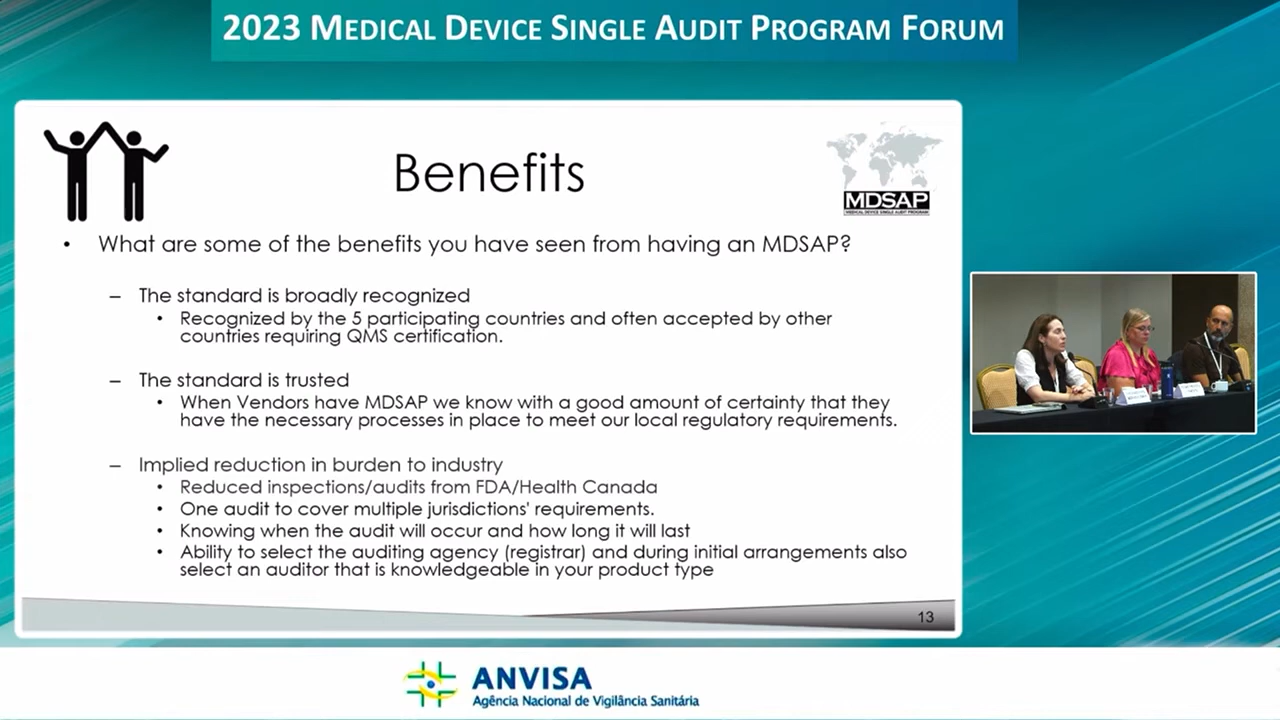 2023 MEDICAL DEVICE SINGLE AUDIT PROGRAM FORUM
Benefits
MDSAP
MEDICAL DEVICE SINGLE AUDIT PROGRAM
• What are some of the benefits you have seen from having an MDSAP?
– The standard is broadly recognized
• Recognized by the 5 participating countries and often accepted by other
countries requiring QMS certification.
– The standard is trusted
• When Vendors have MDSAP we know with a good amount of certainty that they
have the necessary processes in place to meet our local regulatory requirements.
– Implied reduction in burden to industry
• Reduced inspections/audits from FDA/Health Canada
• One audit to cover multiple jurisdictions' requirements.
• Knowing when the audit will occur and how long it will last
• Ability to select the auditing agency (registrar) and during initial arrangements also
select an auditor that is knowledgeable in your product type
13
ANVISA
Agência Nacional de Vigilância Sanitária